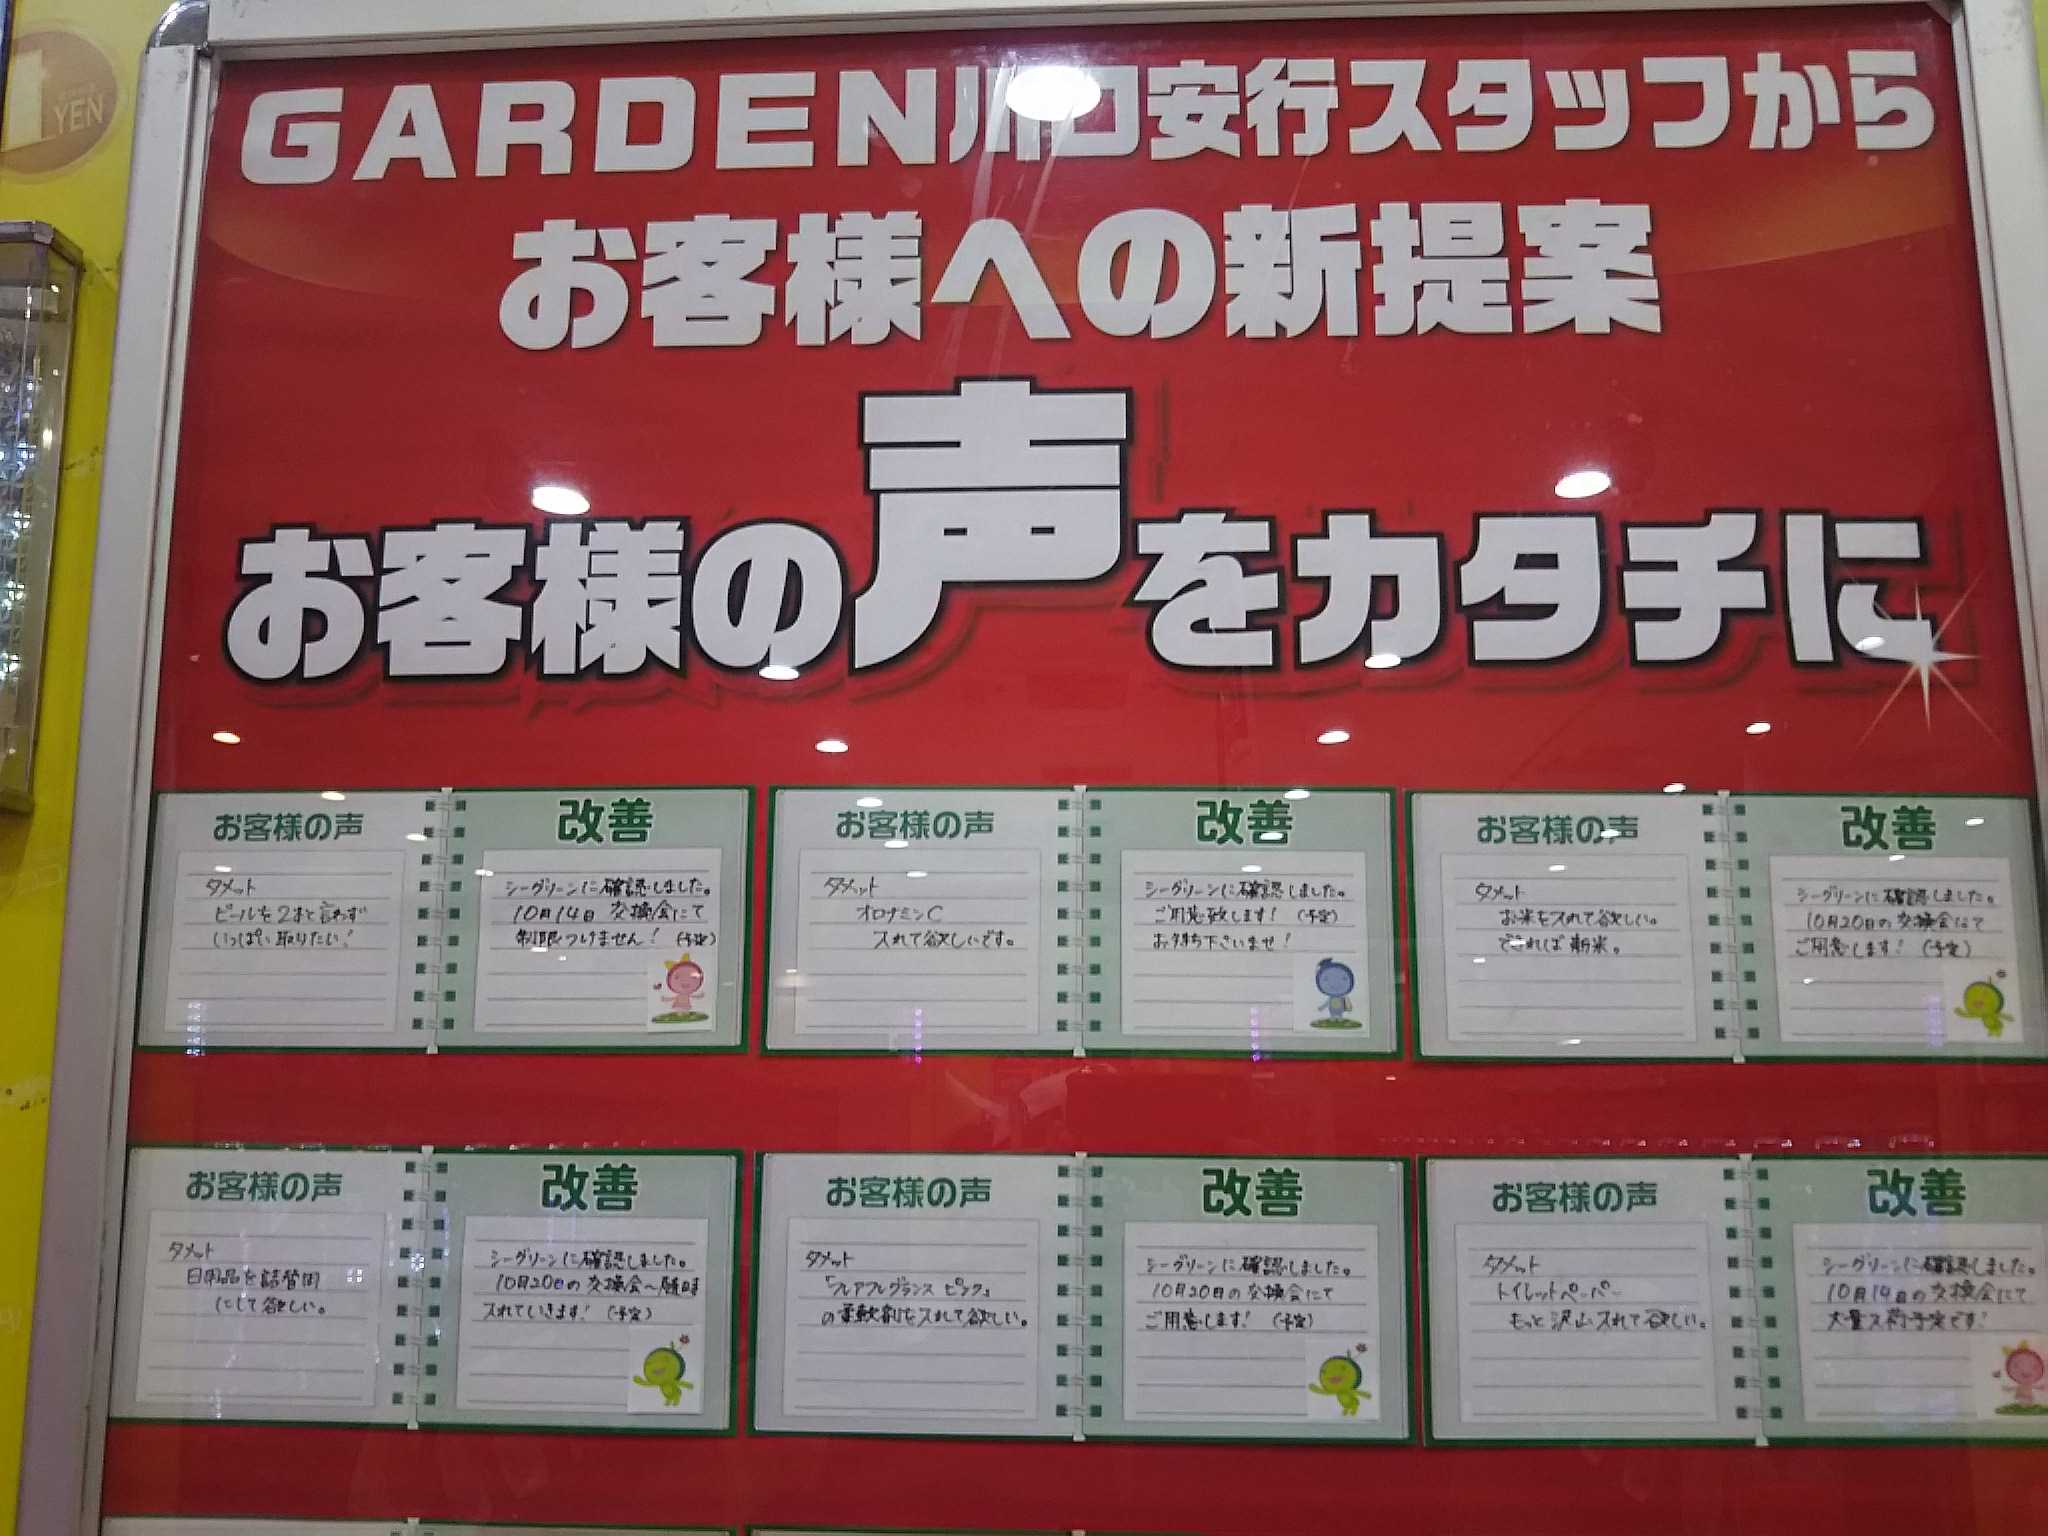 YEN
GARDEN川口安行スタッフから
お客様への新提案
お客様の声をカタチに
お客様の声
タメット
ビールを2本と言わず
いっぱい取りたい!
改善
シーグリーンに確認しました。
10月14日 交換会にて
制限つけません! (予定)
お客様の声
タメット
オロナミンC
入れて欲しいです。
改善
シーグリーンに確認しました。
ご用意致します! (予定)
お待ち下さいませ!
お客様の声
タメット
お米を入れて欲しい。
できれば新米。
改善
シーグリーンに確認しました。
10月20日の交換会にて
ご用意します! (予定)
お客様の声
タメット
日用品を詰替用
にして欲しい。
改善
シーグリーンに確認しました。
10月20日の交換会〜随時
入れていきます! (予定)
お客様の声
タメット
「フレアフレグランス ピンク」
の柔軟剤を入れて欲しい。
改善
シーグリーンに確認しました。
10月20日の交換会にて
ご用意します! (予定)
お客様の声
タメット
トイレットペーパー
もっと沢山入れて欲しい。
改善
シーグリーンに確認しました。
10月14日の交換会にて
大量入荷予定です!